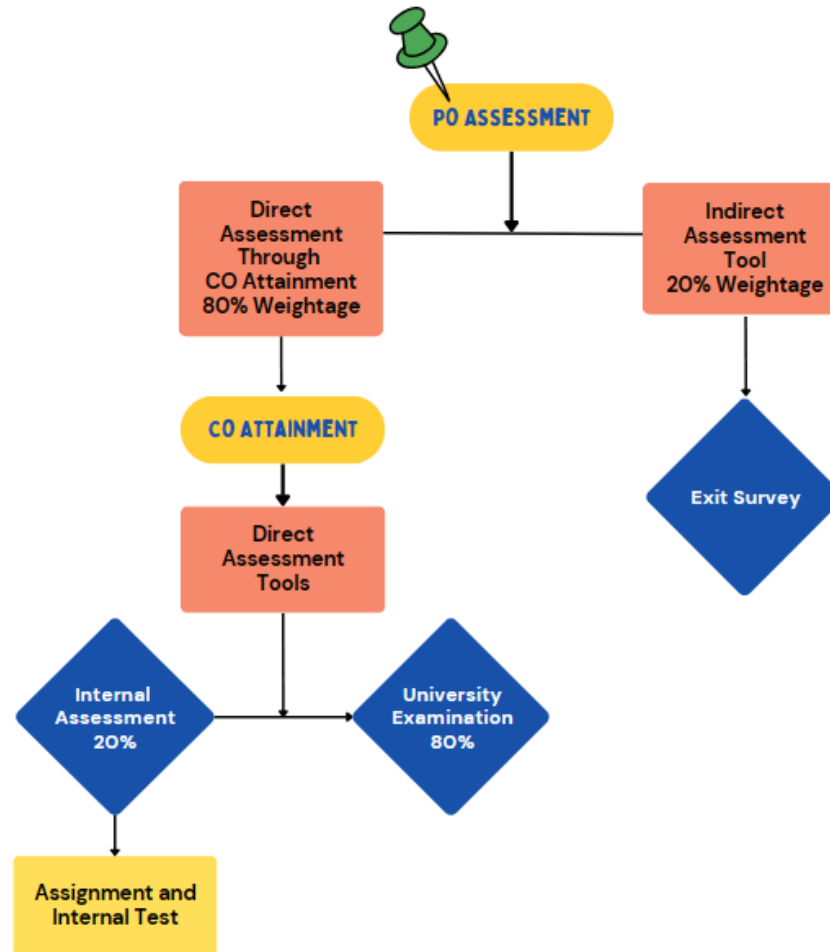 PO ASSESSMENT
Direct
Assessment
Through
CO Attainment
80% Weightage
Indirect
Assessment
Tool
20% Weightage
CO ATTAINMENT
Exit Survey
Direct
Assessment
Tools
Internal
Assessment
20%
University
Examination
80%
Assignment and
Internal Test